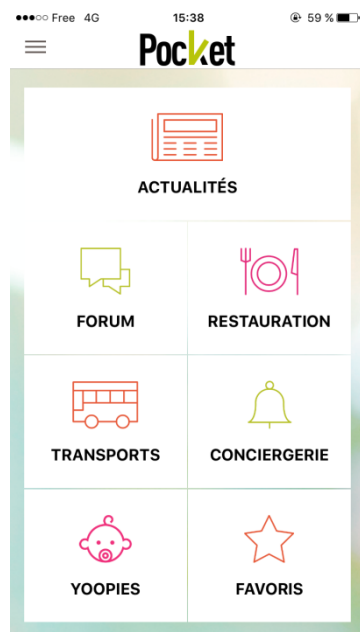 Free 4G 15:38 59 %
Pocket
ACTUALITÉS
FORUM RESTAURATION
TRANSPORTS CONCIERGERIE
YOOPIES FAVORIS